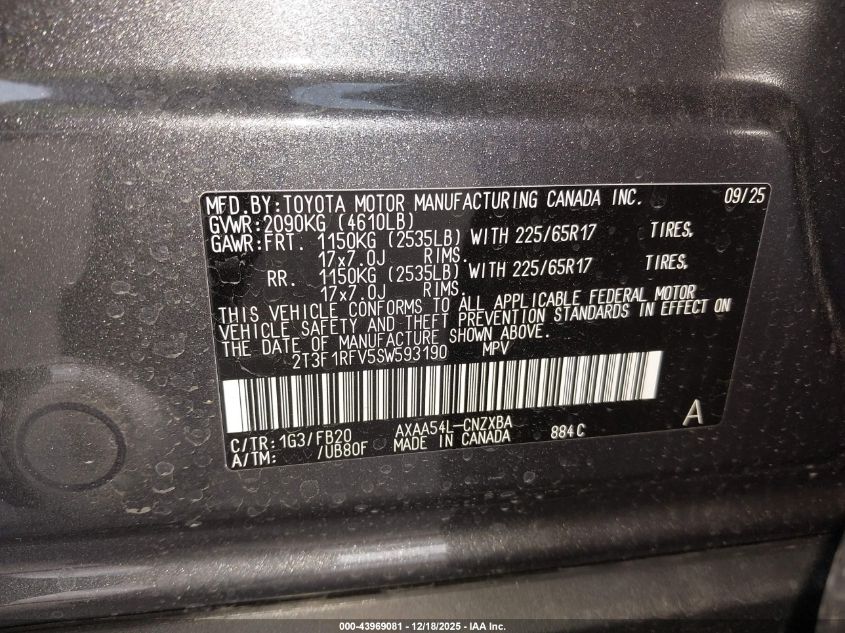 MFD.BY:TOYOTA MOTOR MANUFACTURING CANADA INC. 09/25
GVWR:2090KG (4610LB)
GAWR:FRT. 1150KG (2535LB) WITH 225/65R17 TIRES,
17x7.0J RIMS.
RR. 1150KG (2535LB) WITH 225/65R17 TIRES,
17x7.0J RIMS.
THIS VEHICLE CONFORMS TO ALL APPLICABLE FEDERAL MOTOR
VEHICLE SAFETY AND THEFT PREVENTION STANDARDS IN EFFECT ON
THE DATE OF MANUFACTURE SHOWN ABOVE.
2T3F1RFV5SW593190 MPV
C/TR:1G3/FB20 AXAA54L-CNZXBA 884C A
A/TM: /UB80F MADE IN CANADA
000-43969081 - 12/18/2025 - IAA Inc.